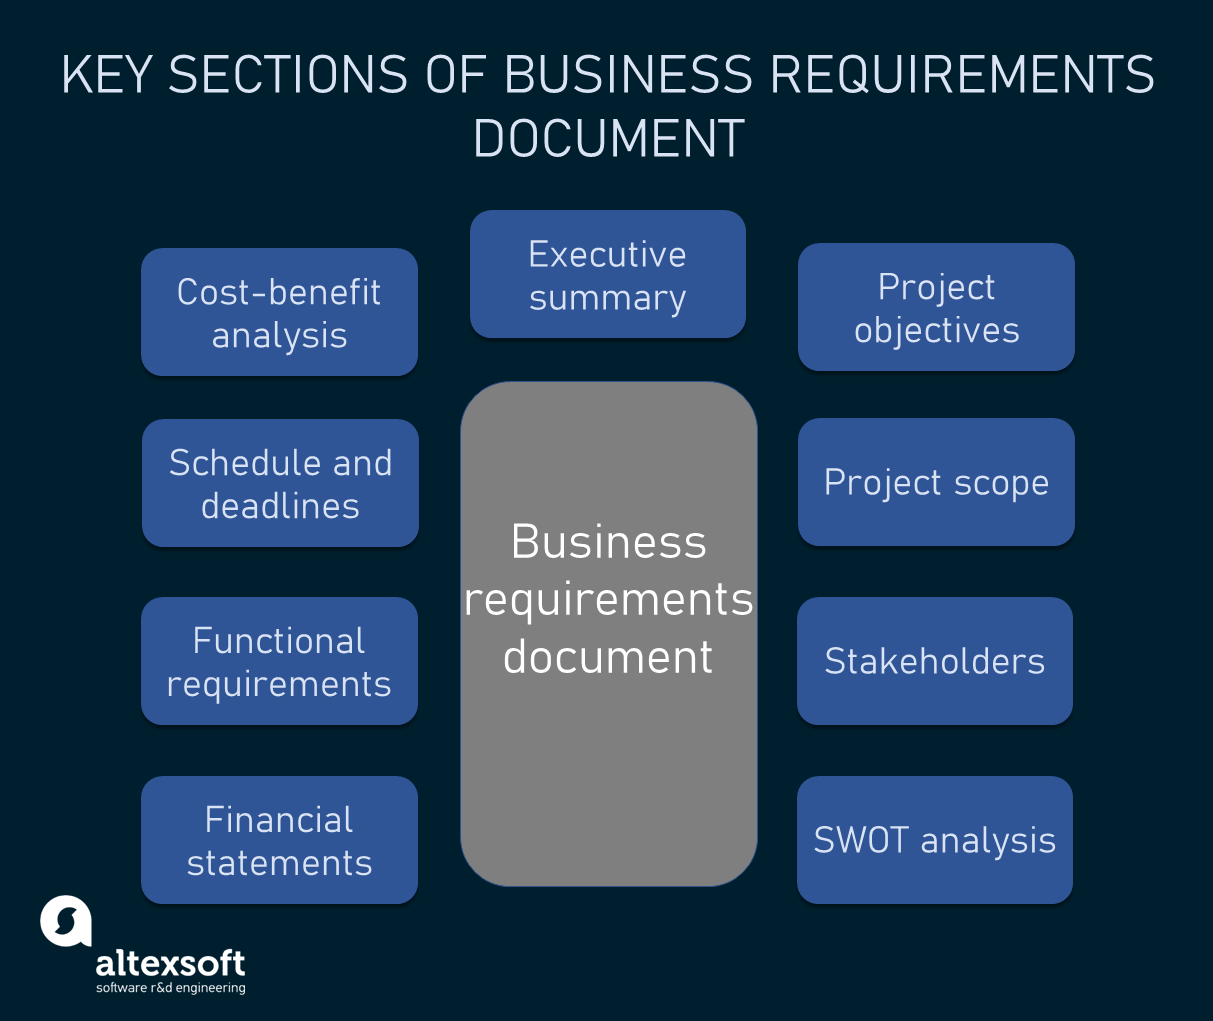 KEY SECTIONS OF BUSINESS REQUIREMENTS
DOCUMENT
Executive
summary
Cost-benefit
analysis
Project
objectives
Schedule and
deadlines
Project scope
Business
requirements
document
Functional
requirements
Stakeholders
Financial
statements
SWOT analysis
altexsoft
software r&d engineering